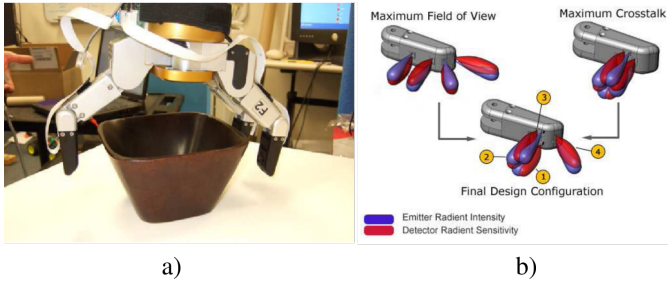 F2
Maximum Field of View
Maximum Crosstalk
3
2
4
1
Final Design Configuration
Emitter Radient Intensity
Detector Radient Sensitivity
a)
b)